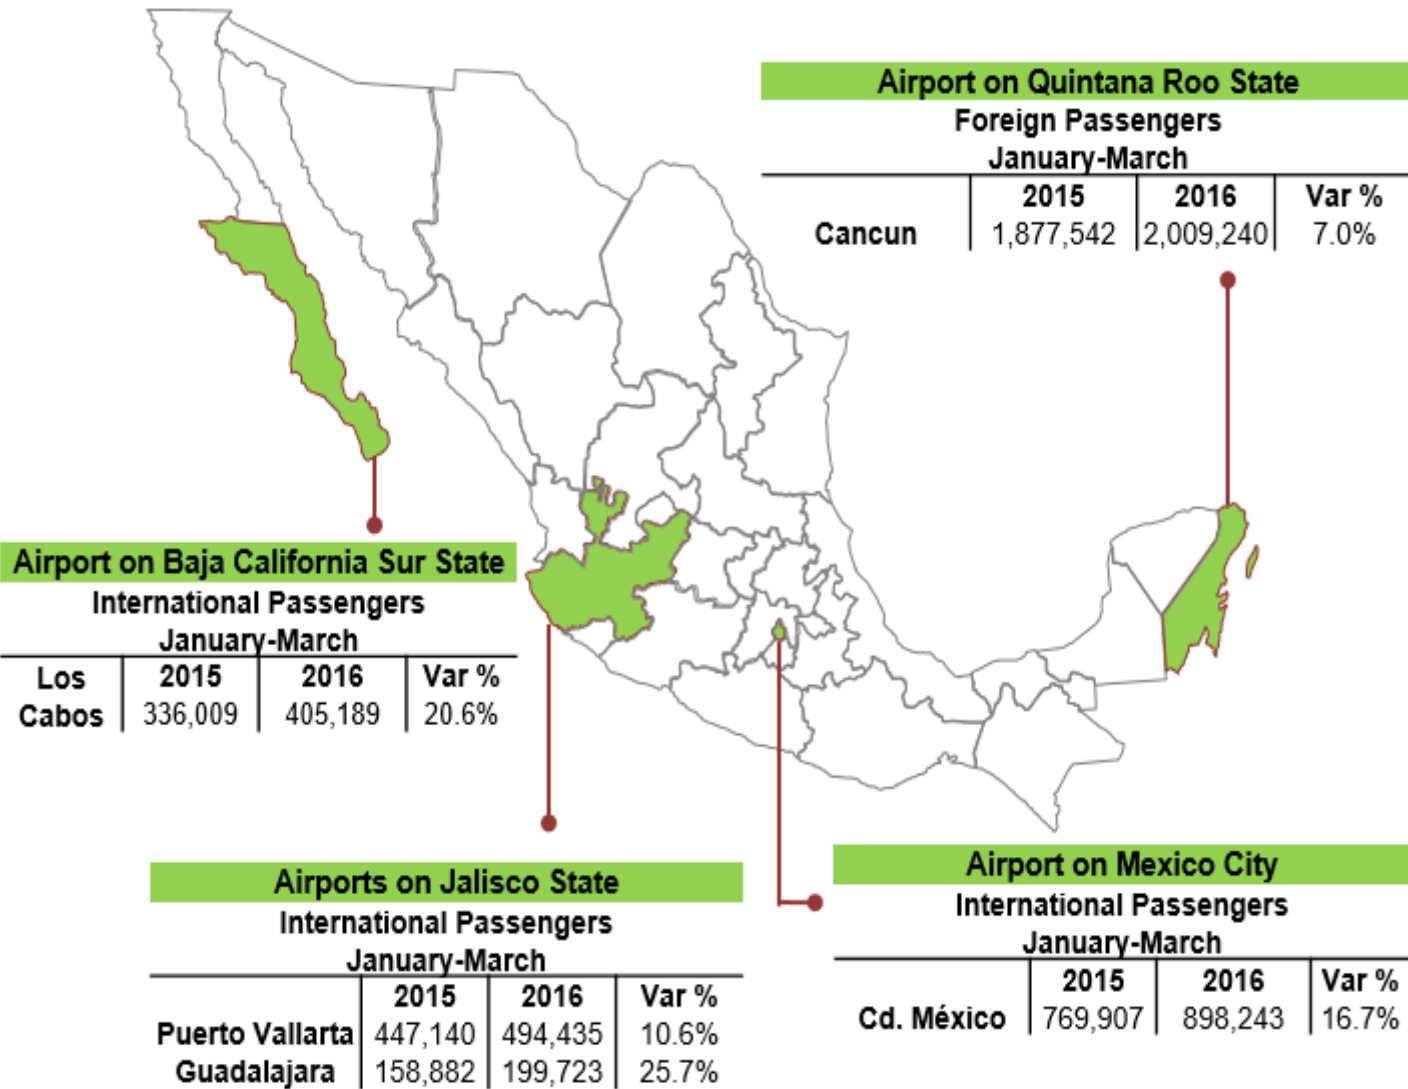 Airport on Quintana Roo State
Foreign Passengers
January-March
2015 2016 Var %
Cancun 1,877,542 2,009,240 7.0%
Airport on Baja California Sur State
International Passengers
January-March
Los 2015 2016 Var %
Cabos 336,009 405,189 20.6%
Airports on Jalisco State
International Passengers
January-March
2015 2016 Var %
Puerto Vallarta 447,140 494,435 10.6%
Guadalajara 158,882 199,723 25.7%
Airport on Mexico City
International Passengers
January-March
2015 2016 Var %
Cd. México 769,907 898,243 16.7%